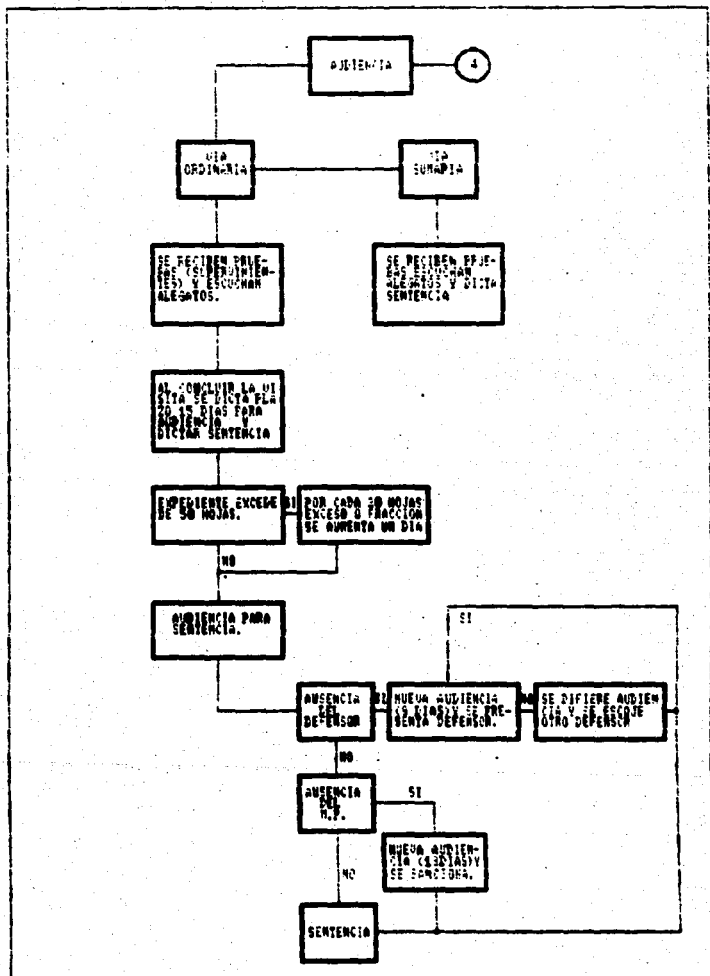 AUDIENCIA
4
VIA
ORDINARIA
VIA
SUMARIA
SE RECIBEN PRUE-
BAS (SUPERVINIEN-
TES) Y ESCUCHAN
ALEGATOS.
SE RECIBEN PRUE-
BAS ESCUCHAN
ALEGATOS Y DICTA
SENTENCIA
AL CONCLUIR LA VI
SITA SE DICTA PLA
ZO 15 DIAS PARA
AUDIENCIA Y
DICTAR SENTENCIA
EXPEDIENTE EXCEDE
DE 50 HOJAS.
SI
POR CADA 20 HOJAS
EXCESO O FRACCION
SE AUMENTA UN DIA
NO
AUDIENCIA PARA
SENTENCIA.
SI
AUSENCIA
DEL
DEFENSOR
SI
NUEVA AUDIENCIA
(9 DIAS) Y SE PRE-
SENTA DEFENSOR.
NO
SE DIFIERE AUDIEN
CIA Y SE ESCOJE
OTRO DEFENSOR
NO
AUSENCIA
DEL
M.P.
SI
NUEVA AUDIEN-
CIA DIAS) Y
SE SANCIONA.
NO
SENTENCIA